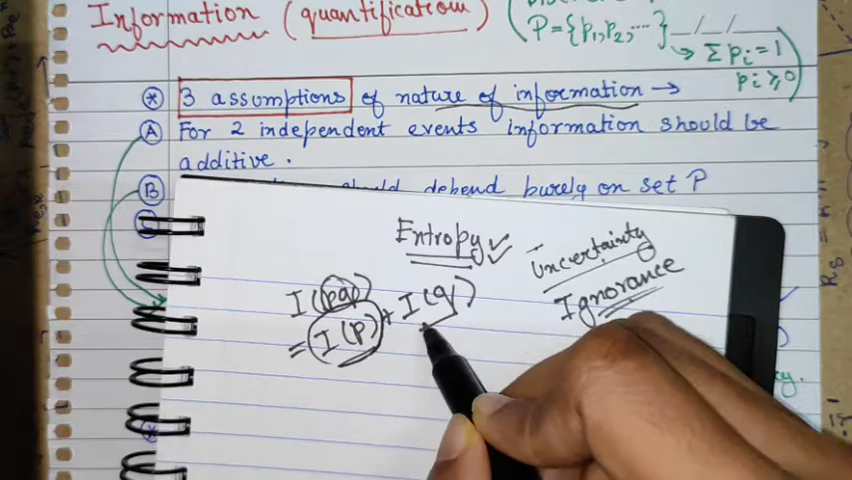 Information (quantification)
P = {p₁, p₂, ....}
→ Σ pᵢ = 1
pᵢ ≥ 0
(*) 3 assumptions of nature of information →
(A) For 2 independent events information should be
additive.
(B) should depend purely on set P
Entropy ✓✓
Uncertainty
Ignorance
I(pq)
= I(p) + I(q)